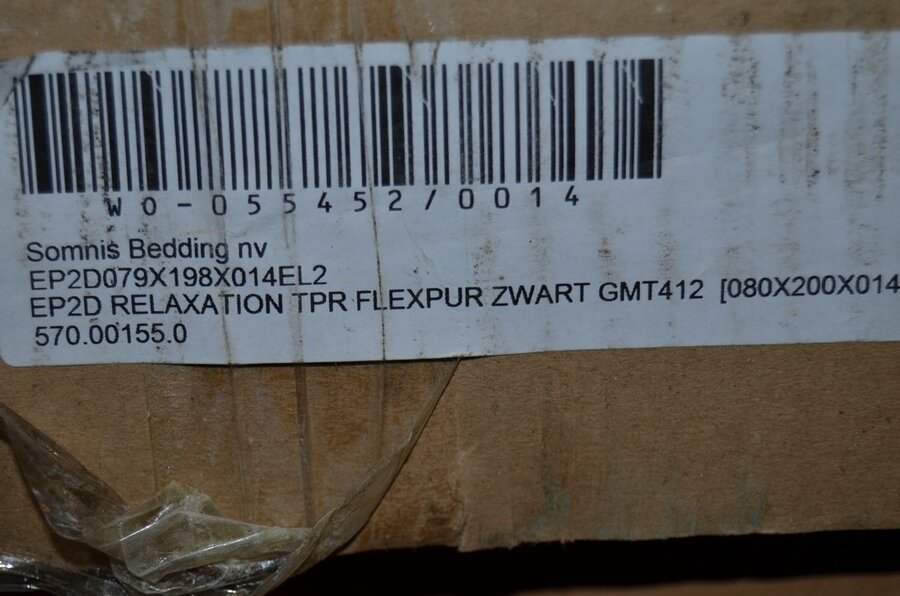 W0-055452/0014
Somnis Bedding nv
EP2D079X198X014EL2
EP2D RELAXATION TPR FLEXPUR ZWART GMT412 [080X200X014
570.00155.0